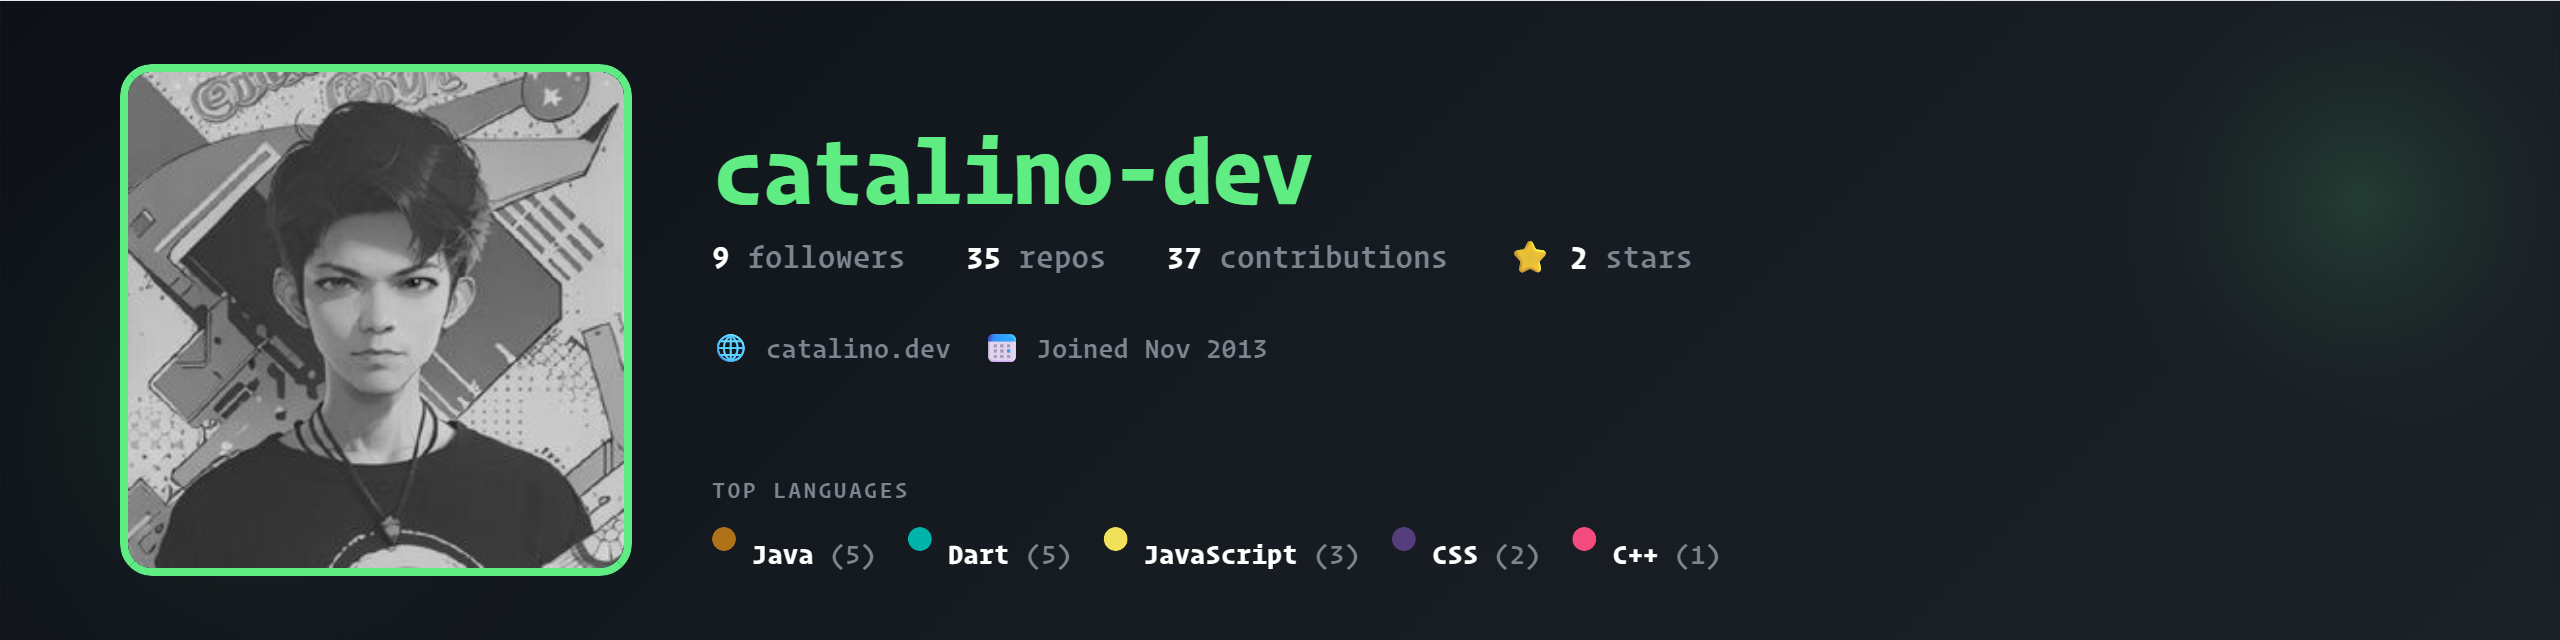 catalino-dev
9 followers 35 repos 37 contributions ⭐ 2 stars
🌐 catalino.dev 📅 Joined Nov 2013
TOP LANGUAGES
Java (5) Dart (5) JavaScript (3) CSS (2) C++ (1)